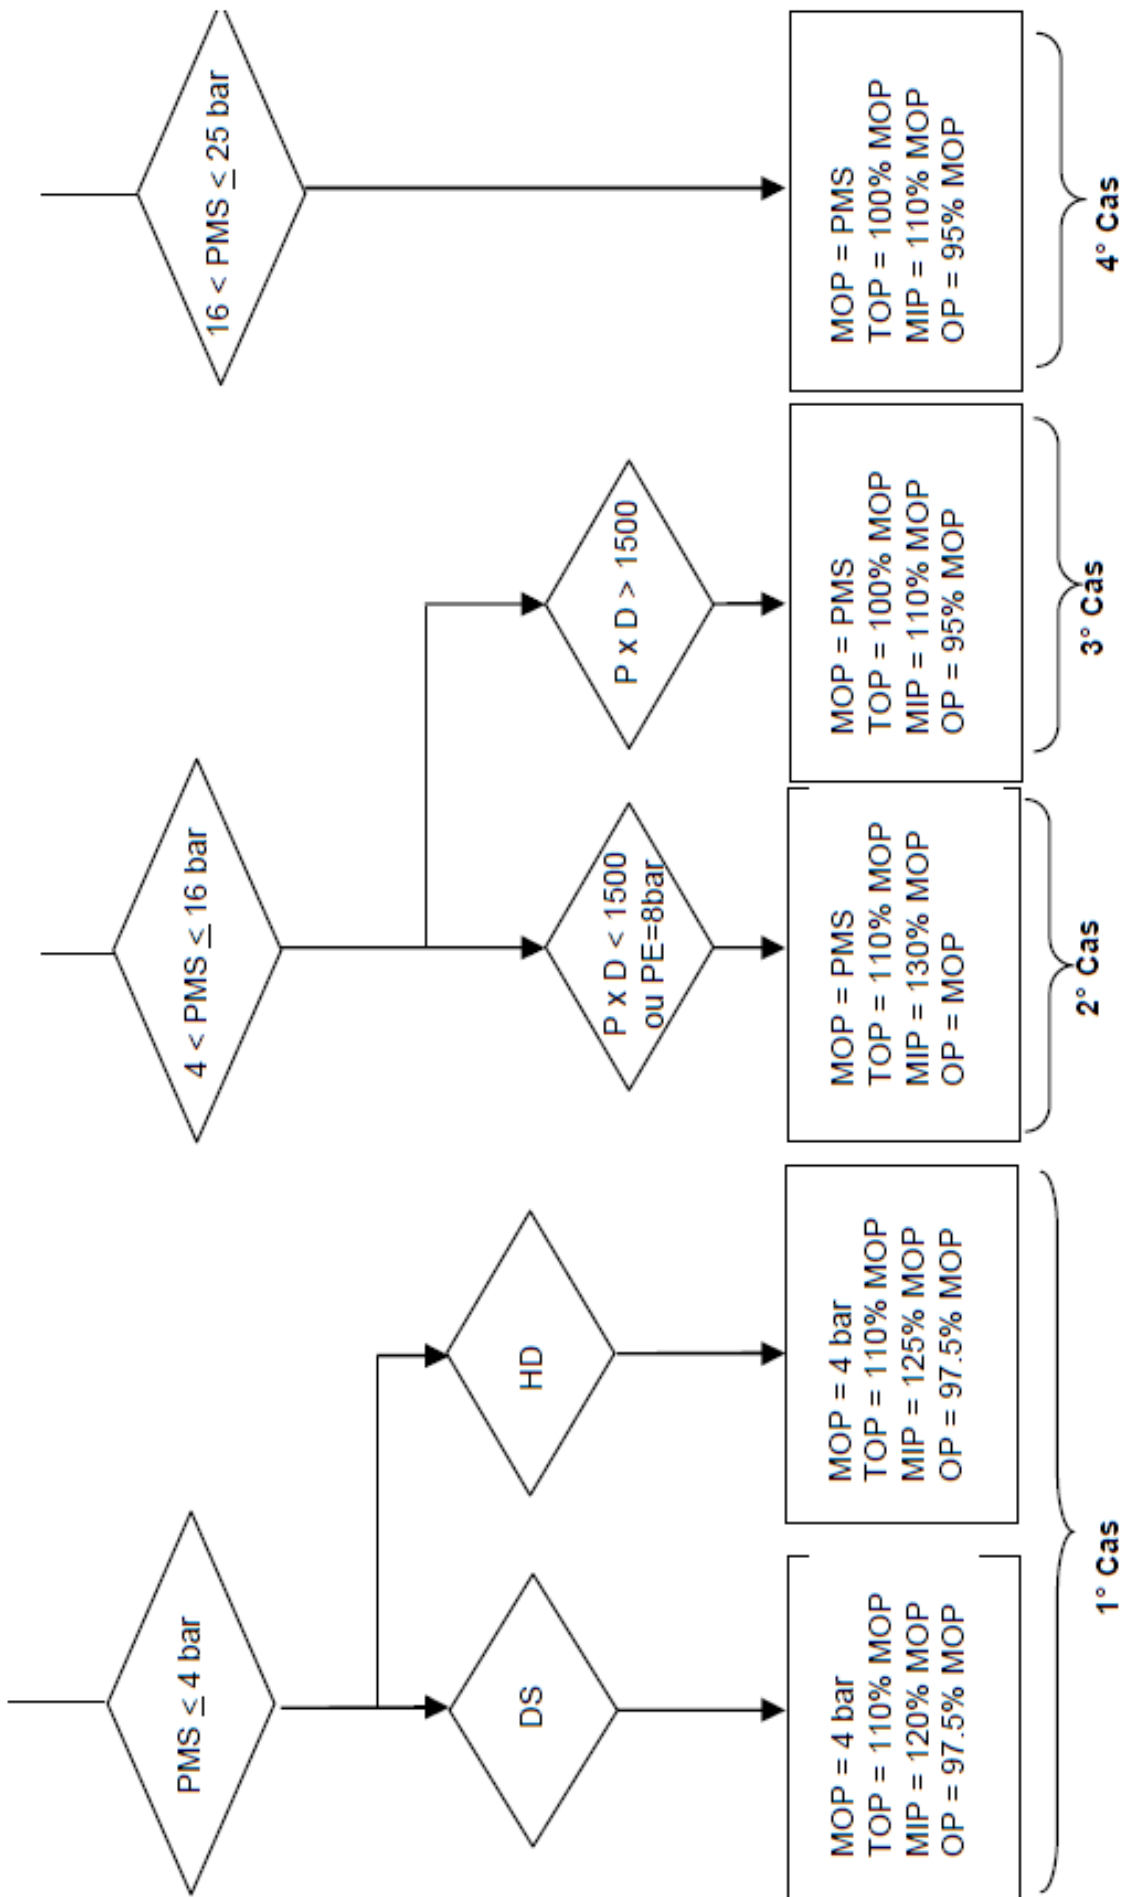 PMS ≤ 4 bar
4 < PMS ≤ 16 bar
16 < PMS ≤ 25 bar
DS
HD
P x D < 1500
ou PE=8bar
P x D > 1500
MOP = 4 bar
TOP = 110% MOP
MIP = 120% MOP
OP = 97.5% MOP
MOP = 4 bar
TOP = 110% MOP
MIP = 125% MOP
OP = 97.5% MOP
MOP = PMS
TOP = 110% MOP
MIP = 130% MOP
OP = MOP
MOP = PMS
TOP = 100% MOP
MIP = 110% MOP
OP = 95% MOP
MOP = PMS
TOP = 100% MOP
MIP = 110% MOP
OP = 95% MOP
1° Cas
2° Cas
3° Cas
4° Cas